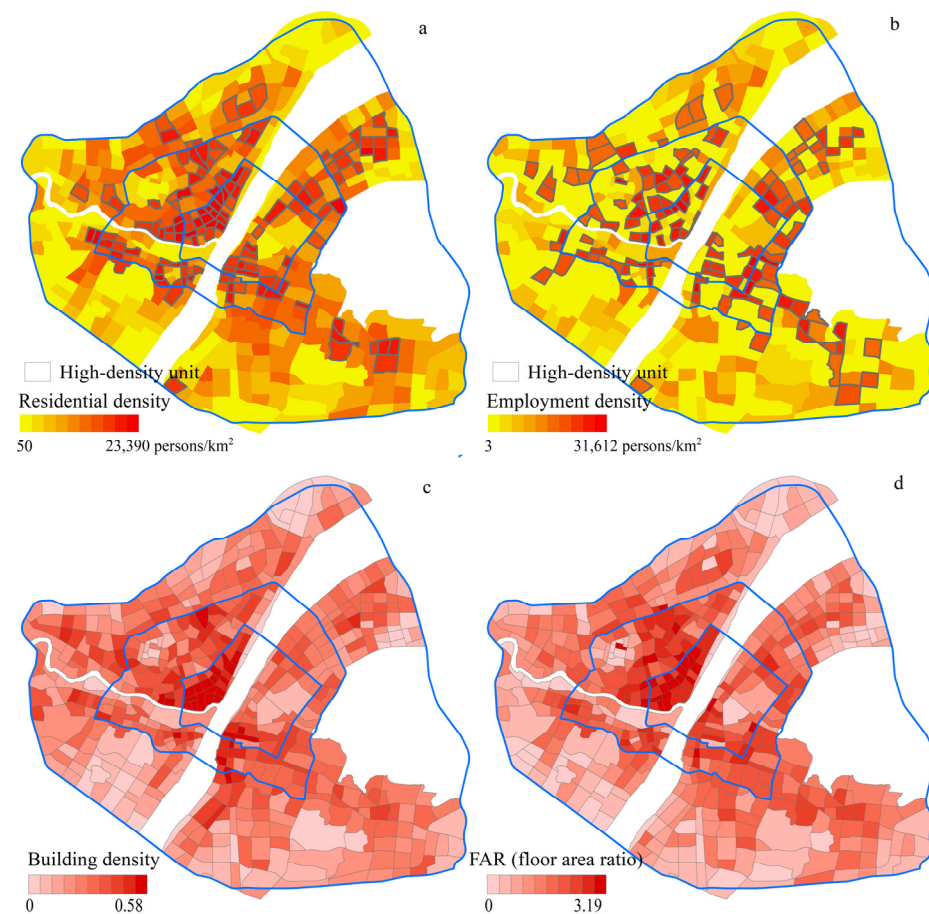 a
High-density unit
Residential density
50 23,390 persons/km²
b
High-density unit
Employment density
3 31,612 persons/km²
c
Building density
0 0.58
d
FAR (floor area ratio)
0 3.19